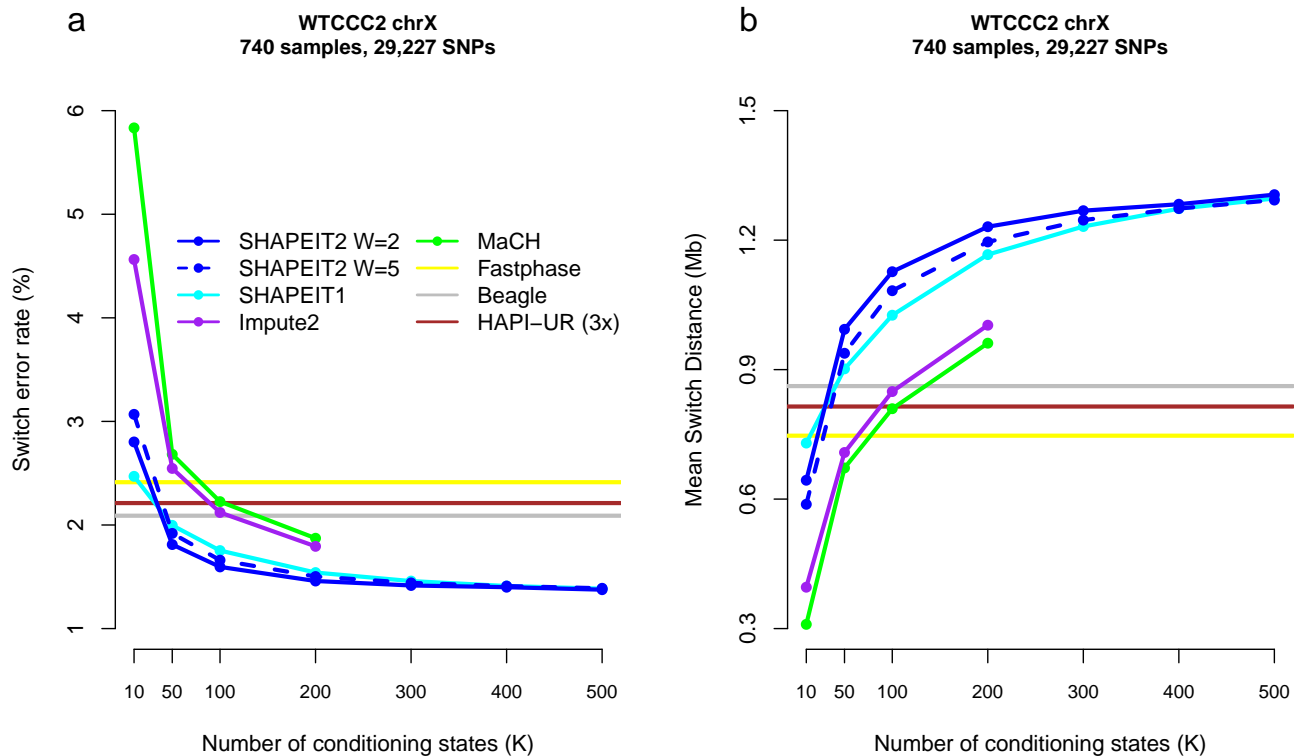 a
WTCCC2 chrX
740 samples, 29,227 SNPs
Switch error rate (%)
6
5
4
3
2
1
SHAPEIT2 W=2
SHAPEIT2 W=5
SHAPEIT1
Impute2
MaCH
Fastphase
Beagle
HAPI−UR (3x)
10 50 100 200 300 400 500
Number of conditioning states (K)
b
WTCCC2 chrX
740 samples, 29,227 SNPs
Mean Switch Distance (Mb)
1.5
1.2
0.9
0.6
0.3
10 50 100 200 300 400 500
Number of conditioning states (K)